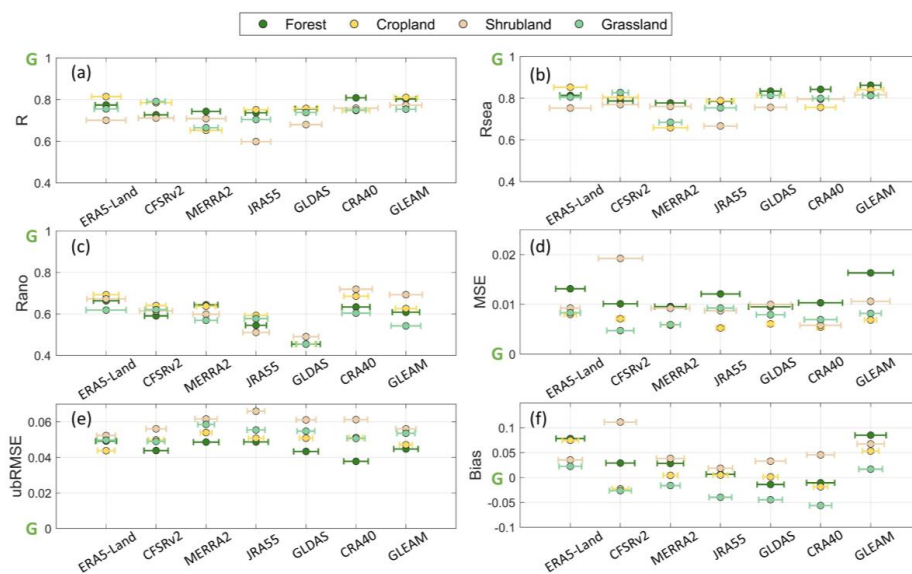 Forest Cropland Shrubland Grassland
(a)
G
1
0.8
0.6
0.4
R
ERA5-Land CFSRv2 MERRA2 JRA55 GLDAS CRA40 GLEAM
(b)
G
1
0.8
0.6
0.4
Rsea
ERA5-Land CFSRv2 MERRA2 JRA55 GLDAS CRA40 GLEAM
(c)
G
1
0.8
0.6
0.4
Rano
ERA5-Land CFSRv2 MERRA2 JRA55 GLDAS CRA40 GLEAM
(d)
0.02
0.01
0
G
MSE
ERA5-Land CFSRv2 MERRA2 JRA55 GLDAS CRA40 GLEAM
(e)
0.06
0.04
0.02
0
G
ubRMSE
ERA5-Land CFSRv2 MERRA2 JRA55 GLDAS CRA40 GLEAM
(f)
0.1
0.05
0
G
-0.05
-0.1
Bias
ERA5-Land CFSRv2 MERRA2 JRA55 GLDAS CRA40 GLEAM